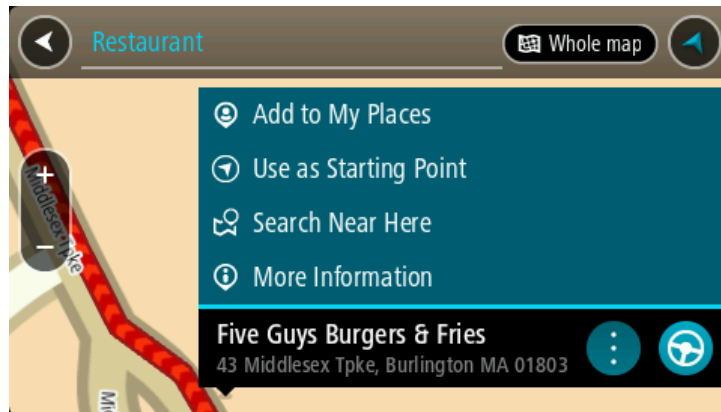 Restaurant
Whole map
Add to My Places
Use as Starting Point
Search Near Here
More Information
Five Guys Burgers & Fries
43 Middlesex Tpke, Burlington MA 01803
+
−
Middlesex Tpke
Mi